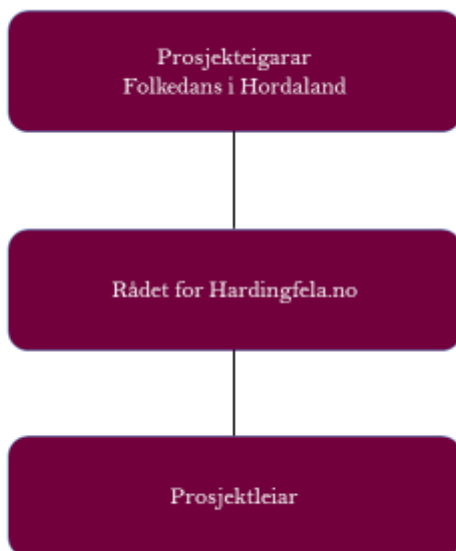 Prosjekteigarar
Folkedans i Hordaland
Rådet for Hardingfela.no
Prosjektleiar